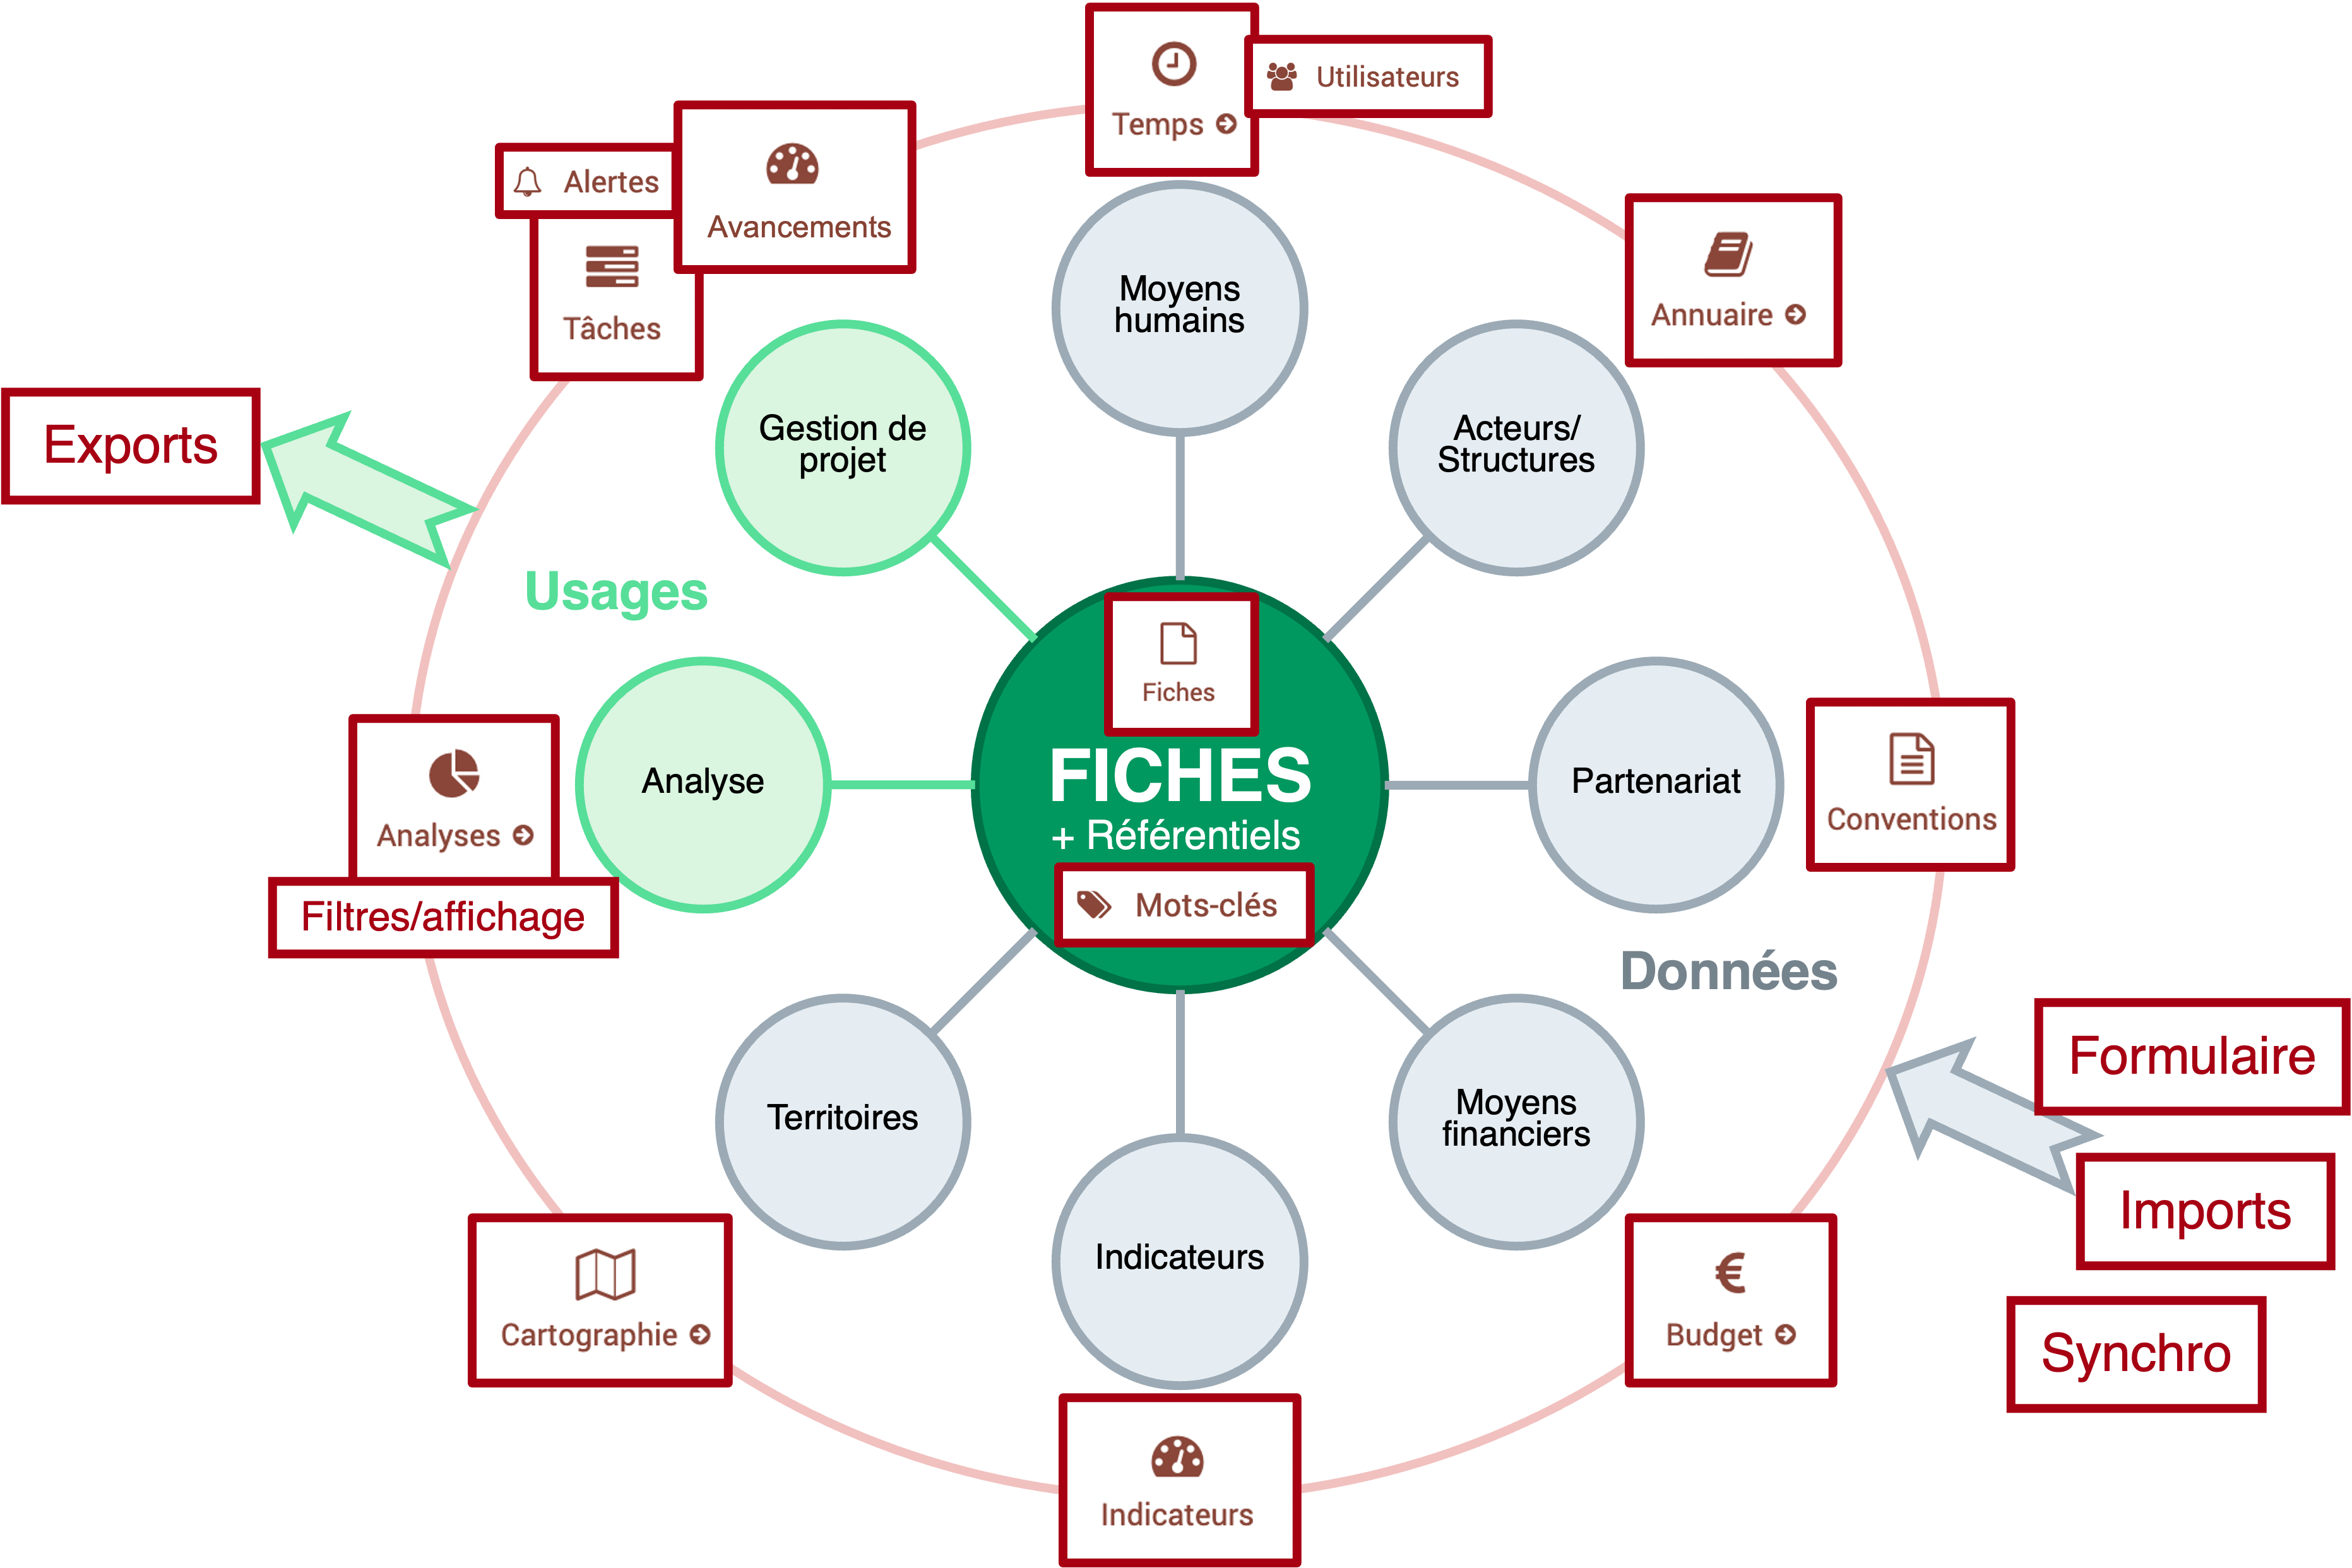 Temps
Utilisateurs
Alertes
Avancements
Tâches
Annuaire
Moyens
humains
Gestion de
projet
Acteurs/
Structures
Exports
Usages
Fiches
FICHES
+ Référentiels
Mots-clés
Analyse
Partenariat
Analyses
Filtres/affichage
Conventions
Données
Territoires
Moyens
financiers
Indicateurs
Formulaire
Imports
Synchro
Cartographie
Budget
Indicateurs